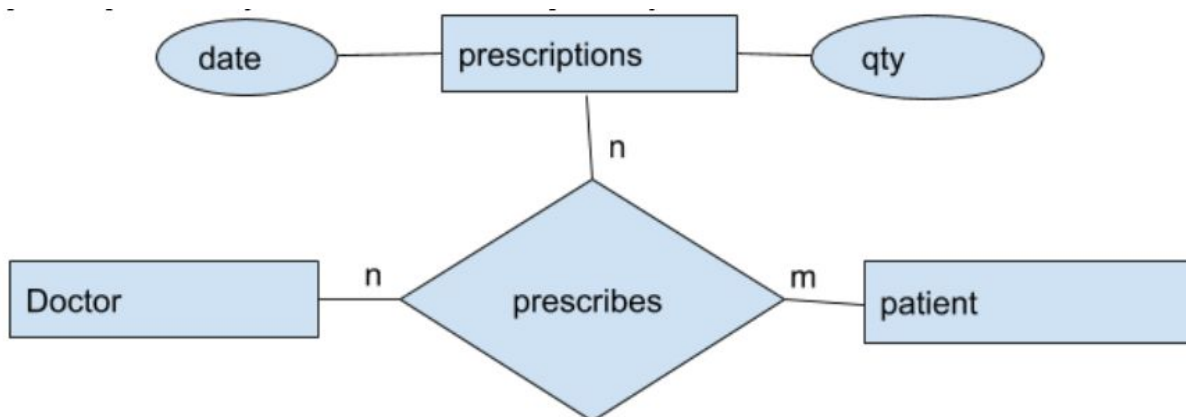 date
prescriptions
qty
n
Doctor
n
prescribes
m
patient